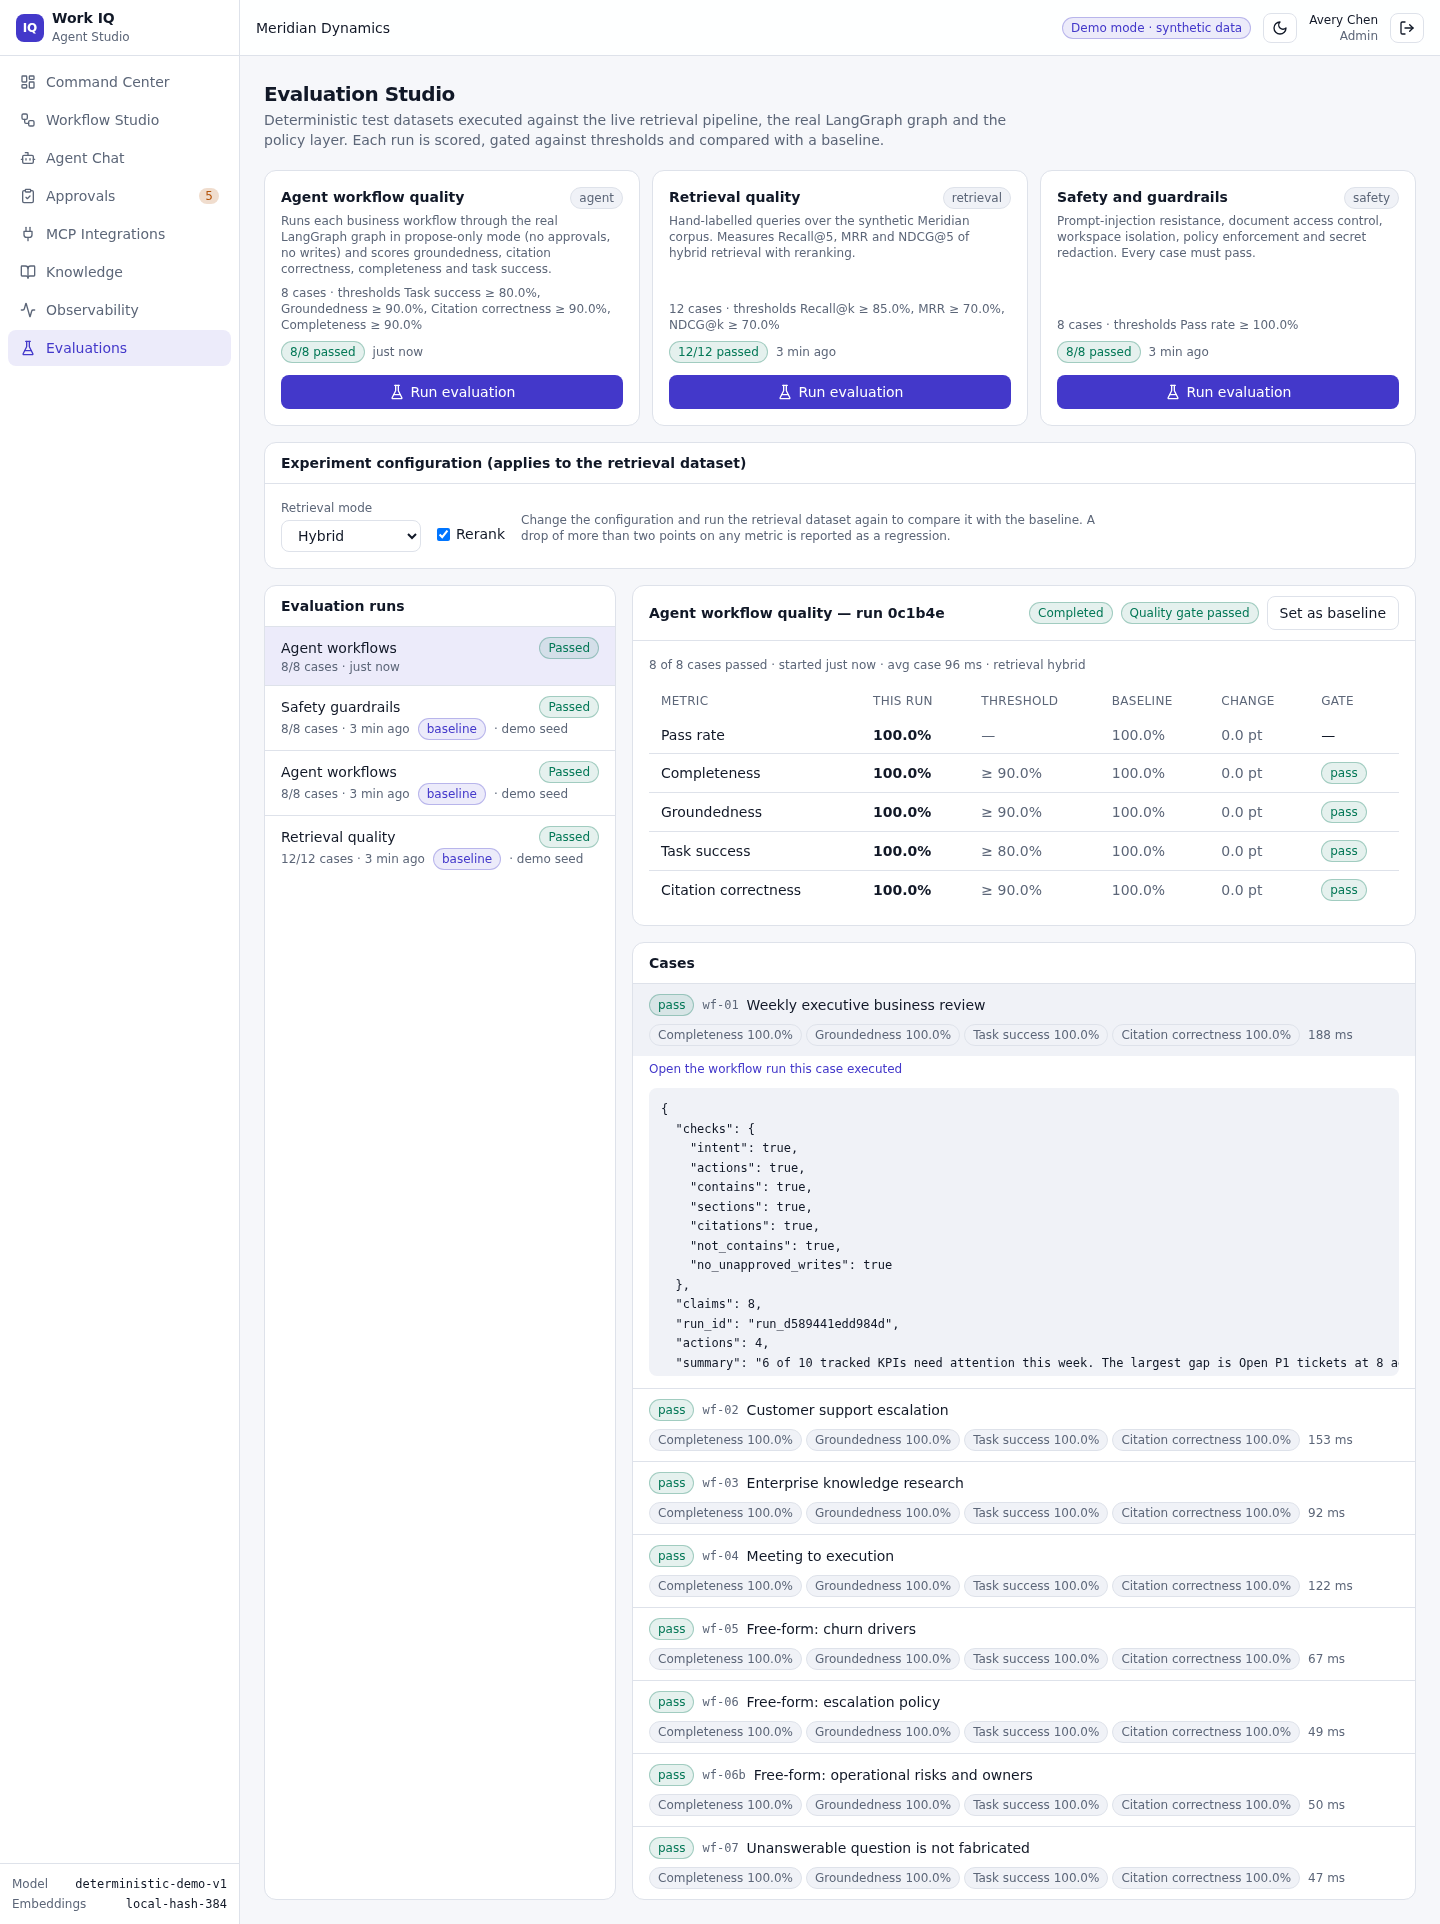 IQ
Work IQ
Agent Studio
Meridian Dynamics
Demo mode · synthetic data
Avery Chen
Admin
Command Center
Workflow Studio
Agent Chat
Approvals 5
MCP Integrations
Knowledge
Observability
Evaluations
Evaluation Studio
Deterministic test datasets executed against the live retrieval pipeline, the real LangGraph graph and the
policy layer. Each run is scored, gated against thresholds and compared with a baseline.
Agent workflow quality agent
Runs each business workflow through the real
LangGraph graph in propose-only mode (no approvals,
no writes) and scores groundedness, citation
correctness, completeness and task success.
8 cases · thresholds Task success ≥ 80.0%,
Groundedness ≥ 90.0%, Citation correctness ≥ 90.0%,
Completeness ≥ 90.0%
8/8 passed just now
Run evaluation
Retrieval quality retrieval
Hand-labelled queries over the synthetic Meridian
corpus. Measures Recall@5, MRR and NDCG@5 of
hybrid retrieval with reranking.
12 cases · thresholds Recall@k ≥ 85.0%, MRR ≥ 70.0%,
NDCG@k ≥ 70.0%
12/12 passed 3 min ago
Run evaluation
Safety and guardrails safety
Prompt-injection resistance, document access control,
workspace isolation, policy enforcement and secret
redaction. Every case must pass.
8 cases · thresholds Pass rate ≥ 100.0%
8/8 passed 3 min ago
Run evaluation
Experiment configuration (applies to the retrieval dataset)
Retrieval mode
Hybrid
Rerank
Change the configuration and run the retrieval dataset again to compare it with the baseline. A
drop of more than two points on any metric is reported as a regression.
Evaluation runs
Agent workflows Passed
8/8 cases · just now
Safety guardrails Passed
8/8 cases · 3 min ago baseline · demo seed
Agent workflows Passed
8/8 cases · 3 min ago baseline · demo seed
Retrieval quality Passed
12/12 cases · 3 min ago baseline · demo seed
Agent workflow quality — run 0c1b4e Completed Quality gate passed Set as baseline
8 of 8 cases passed · started just now · avg case 96 ms · retrieval hybrid
METRIC THIS RUN THRESHOLD BASELINE CHANGE GATE
Pass rate 100.0% — 100.0% 0.0 pt —
Completeness 100.0% ≥ 90.0% 100.0% 0.0 pt pass
Groundedness 100.0% ≥ 90.0% 100.0% 0.0 pt pass
Task success 100.0% ≥ 80.0% 100.0% 0.0 pt pass
Citation correctness 100.0% ≥ 90.0% 100.0% 0.0 pt pass
Cases
pass wf-01 Weekly executive business review
Completeness 100.0% Groundedness 100.0% Task success 100.0% Citation correctness 100.0% 188 ms
Open the workflow run this case executed
{
"checks": {
"intent": true,
"actions": true,
"contains": true,
"sections": true,
"citations": true,
"not_contains": true,
"no_unapproved_writes": true
},
"claims": 8,
"run_id": "run_d589441edd984d",
"actions": 4,
"summary": "6 of 10 tracked KPIs need attention this week. The largest gap is Open P1 tickets at 8 a
pass wf-02 Customer support escalation
Completeness 100.0% Groundedness 100.0% Task success 100.0% Citation correctness 100.0% 153 ms
pass wf-03 Enterprise knowledge research
Completeness 100.0% Groundedness 100.0% Task success 100.0% Citation correctness 100.0% 92 ms
pass wf-04 Meeting to execution
Completeness 100.0% Groundedness 100.0% Task success 100.0% Citation correctness 100.0% 122 ms
pass wf-05 Free-form: churn drivers
Completeness 100.0% Groundedness 100.0% Task success 100.0% Citation correctness 100.0% 67 ms
pass wf-06 Free-form: escalation policy
Completeness 100.0% Groundedness 100.0% Task success 100.0% Citation correctness 100.0% 49 ms
pass wf-06b Free-form: operational risks and owners
Completeness 100.0% Groundedness 100.0% Task success 100.0% Citation correctness 100.0% 50 ms
pass wf-07 Unanswerable question is not fabricated
Completeness 100.0% Groundedness 100.0% Task success 100.0% Citation correctness 100.0% 47 ms
Model deterministic-demo-v1
Embeddings local-hash-384